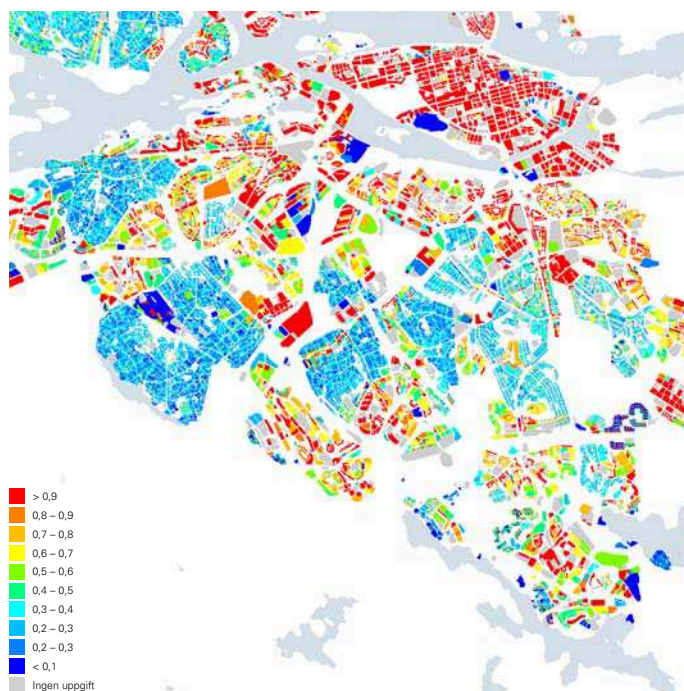 > 0,9
0,8 – 0,9
0,7 – 0,8
0,6 – 0,7
0,5 – 0,6
0,4 – 0,5
0,3 – 0,4
0,2 – 0,3
0,2 – 0,3
< 0,1
Ingen uppgift